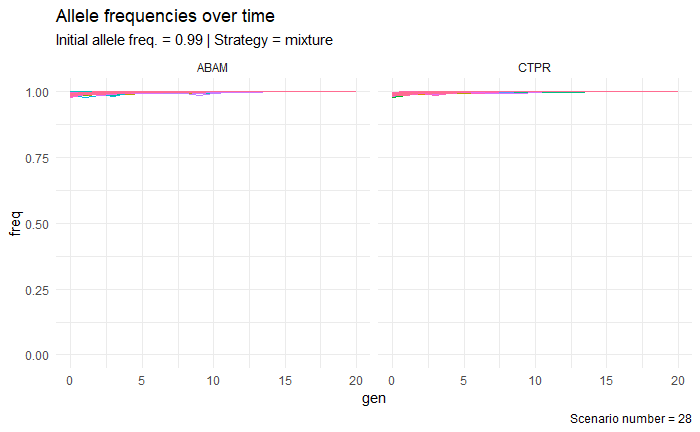 Allele frequencies over time
Initial allele freq. = 0.99 | Strategy = mixture
ABAM
CTPR
1.00
0.75
0.50
0.25
0.00
freq
0 5 10 15 20
0 5 10 15 20
gen
Scenario number = 28